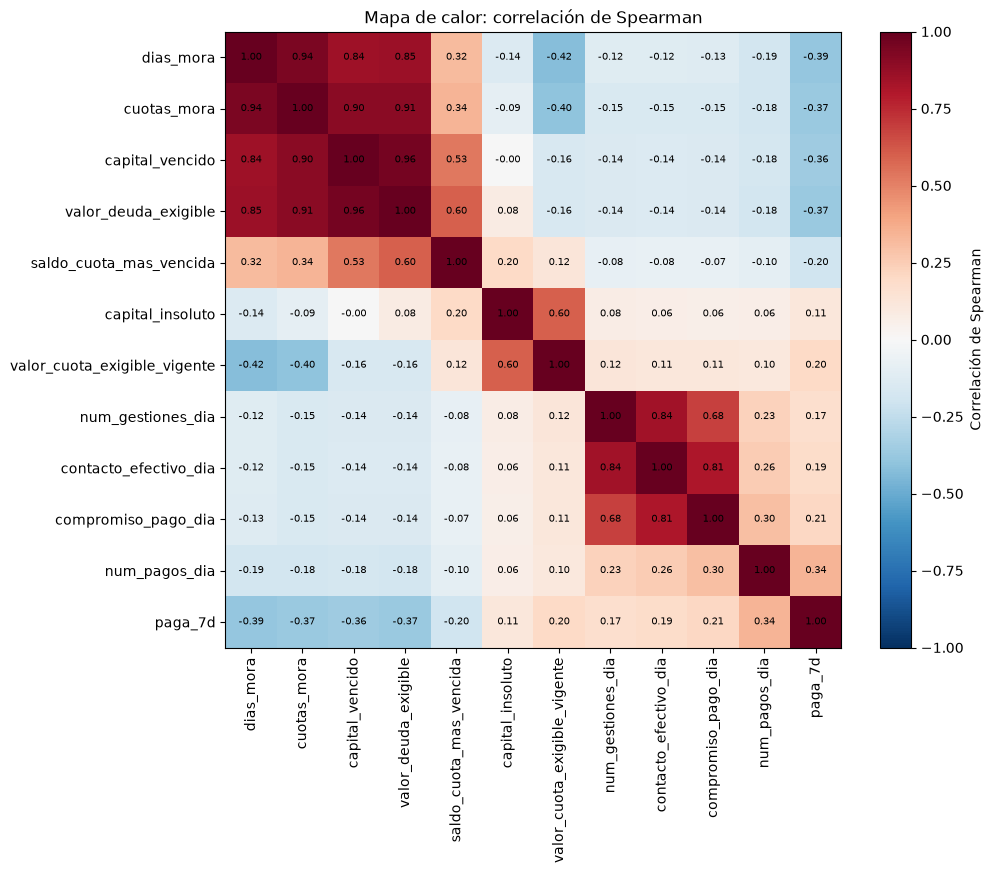 Mapa de calor: correlación de Spearman
dias_mora 1.00 0.94 0.84 0.85 0.32 -0.14 -0.42 -0.12 -0.12 -0.13 -0.19 -0.39
cuotas_mora 0.94 1.00 0.90 0.91 0.34 -0.09 -0.40 -0.15 -0.15 -0.15 -0.18 -0.37
capital_vencido 0.84 0.90 1.00 0.96 0.53 -0.00 -0.16 -0.14 -0.14 -0.14 -0.18 -0.36
valor_deuda_exigible 0.85 0.91 0.96 1.00 0.60 0.08 -0.16 -0.14 -0.14 -0.14 -0.18 -0.37
saldo_cuota_mas_vencida 0.32 0.34 0.53 0.60 1.00 0.20 0.12 -0.08 -0.08 -0.07 -0.10 -0.20
capital_insoluto -0.14 -0.09 -0.00 0.08 0.20 1.00 0.60 0.08 0.06 0.06 0.06 0.11
valor_cuota_exigible_vigente -0.42 -0.40 -0.16 -0.16 0.12 0.60 1.00 0.12 0.11 0.11 0.10 0.20
num_gestiones_dia -0.12 -0.15 -0.14 -0.14 -0.08 0.08 0.12 1.00 0.84 0.68 0.23 0.17
contacto_efectivo_dia -0.12 -0.15 -0.14 -0.14 -0.08 0.06 0.11 0.84 1.00 0.81 0.26 0.19
compromiso_pago_dia -0.13 -0.15 -0.14 -0.14 -0.07 0.06 0.11 0.68 0.81 1.00 0.30 0.21
num_pagos_dia -0.19 -0.18 -0.18 -0.18 -0.10 0.06 0.10 0.23 0.26 0.30 1.00 0.34
paga_7d -0.39 -0.37 -0.36 -0.37 -0.20 0.11 0.20 0.17 0.19 0.21 0.34 1.00
dias_mora
cuotas_mora
capital_vencido
valor_deuda_exigible
saldo_cuota_mas_vencida
capital_insoluto
valor_cuota_exigible_vigente
num_gestiones_dia
contacto_efectivo_dia
compromiso_pago_dia
num_pagos_dia
paga_7d
1.00
0.75
0.50
0.25
0.00
−0.25
−0.50
−0.75
−1.00
Correlación de Spearman